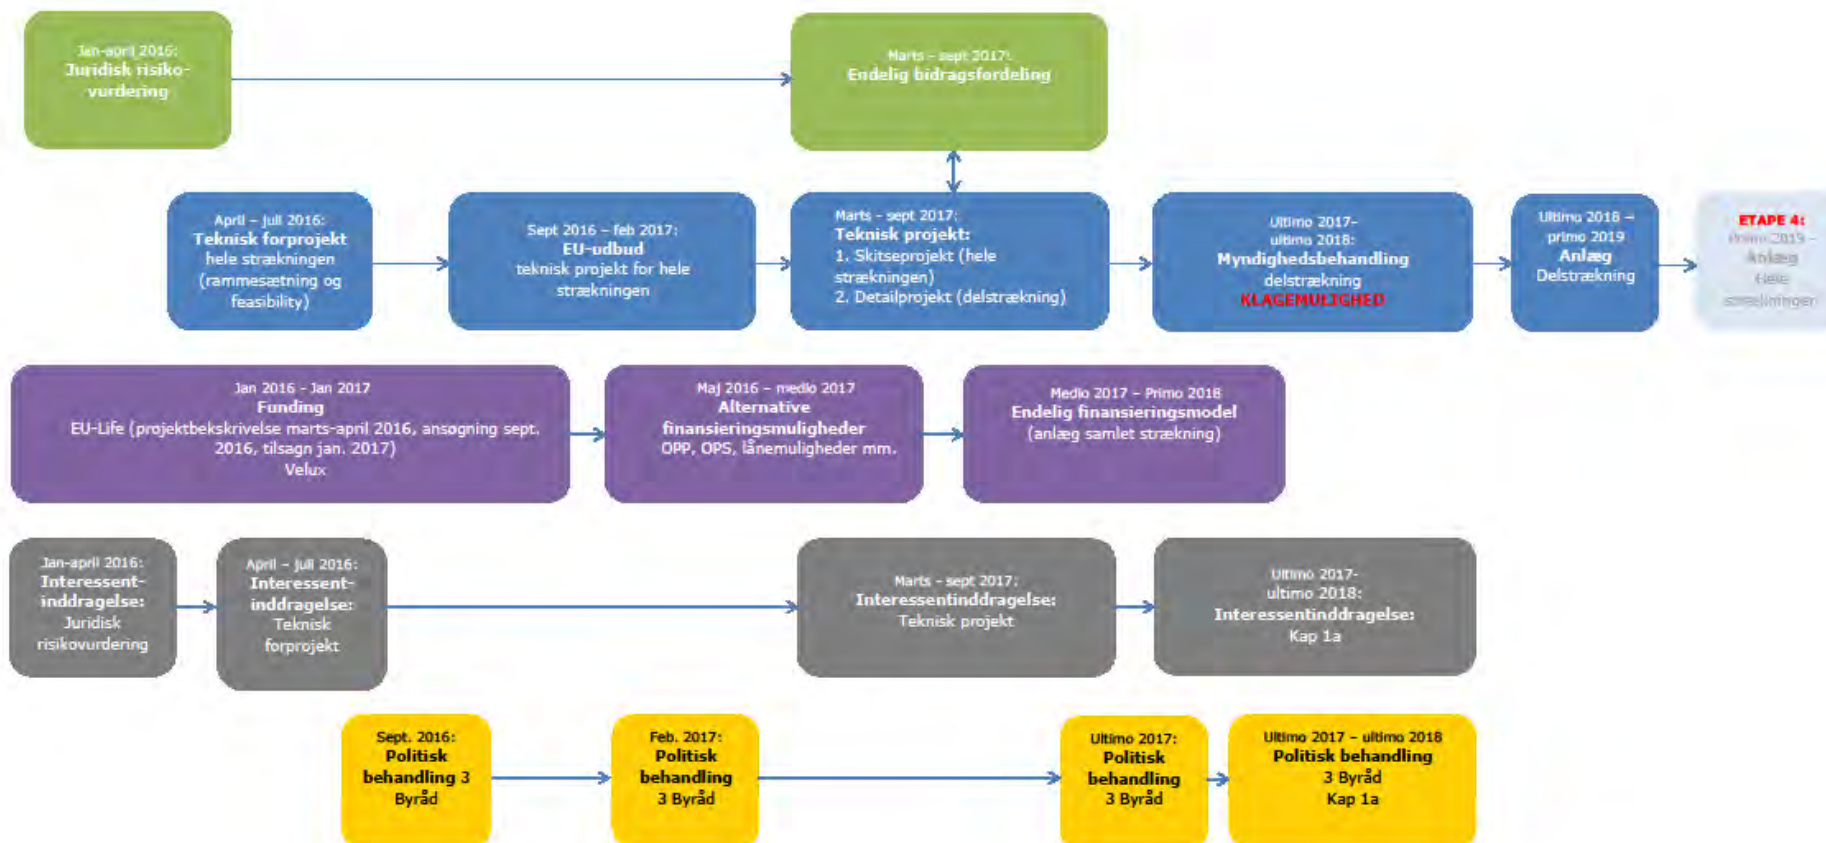 Jan-april 2016:
Juridisk risiko-
vurdering
Marts - sept 2017:
Endelig bidragsfordeling
April – juli 2016:
Teknisk forprojekt
hele strækningen
(rammesætning og
feasibility)
Sept 2016 – feb 2017:
EU-udbud
teknisk projekt for hele
strækningen
Marts - sept 2017:
Teknisk projekt:
1. Skitseprojekt (hele
strækningen)
2. Detailprojekt (delstrækning)
Ultimo 2017-
ultimo 2018:
Myndighedsbehandling
delstrækning
KLAGEMULIGHED
Ultimo 2018 –
primo 2019
Anlæg
Delstrækning
ETAPE 4:
Primo 2019 –
Anlæg
Hele
strækningen
Jan 2016 - Jan 2017
Funding
EU-Life (projektbekskrivelse marts-april 2016, ansøgning sept.
2016, tilsagn jan. 2017)
Velux
Maj 2016 – medio 2017
Alternative
finansieringsmuligheder
OPP, OPS, lånemuligheder mm.
Medio 2017 – Primo 2018
Endelig finansieringsmodel
(anlæg samlet strækning)
Jan-april 2016:
Interessent-
inddragelse:
Juridisk
risikovurdering
April – juli 2016:
Interessent-
inddragelse:
Teknisk
forprojekt
Marts - sept 2017:
Interessentinddragelse:
Teknisk projekt
Ultimo 2017-
ultimo 2018:
Interessentinddragelse:
Kap 1a
Sept. 2016:
Politisk
behandling 3
Byråd
Feb. 2017:
Politisk
behandling
3 Byråd
Ultimo 2017:
Politisk
behandling
3 Byråd
Ultimo 2017 – ultimo 2018
Politisk behandling
3 Byråd
Kap 1a